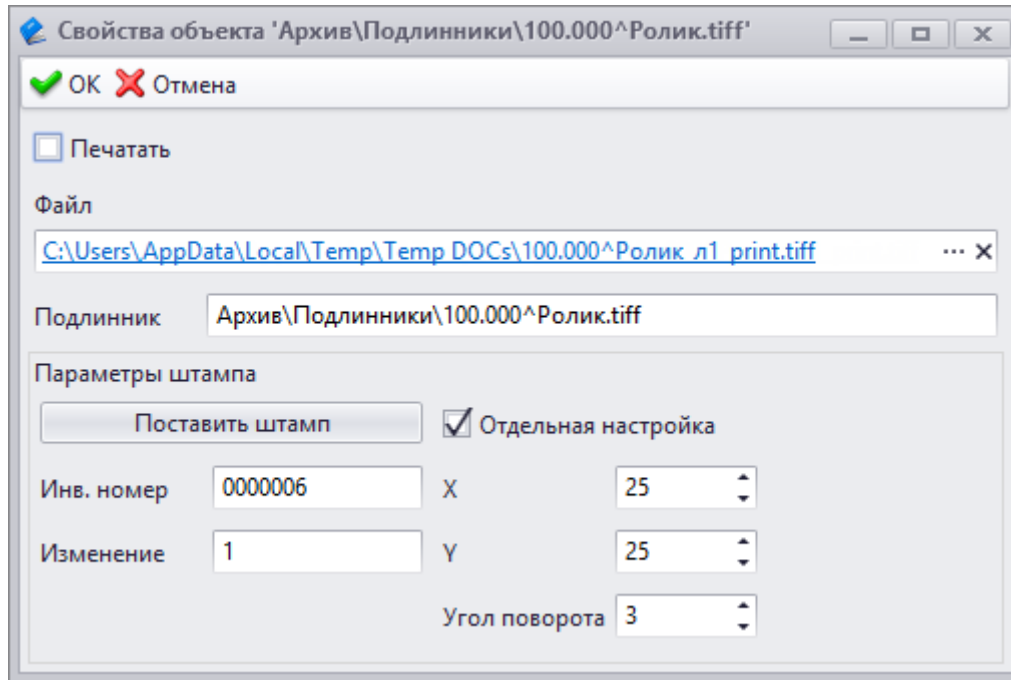 Свойства объекта 'Архив\Подлинники\100.000^Ролик.tiff'
ОК Отмена
Печатать
Файл
C:\Users\AppData\Local\Temp\Temp DOCs\100.000^Ролик_л1_print.tiff
Подлинник Архив\Подлинники\100.000^Ролик.tiff
Параметры штампа
Поставить штамп Отдельная настройка
Инв. номер 0000006 X 25
Изменение 1 Y 25
Угол поворота 3